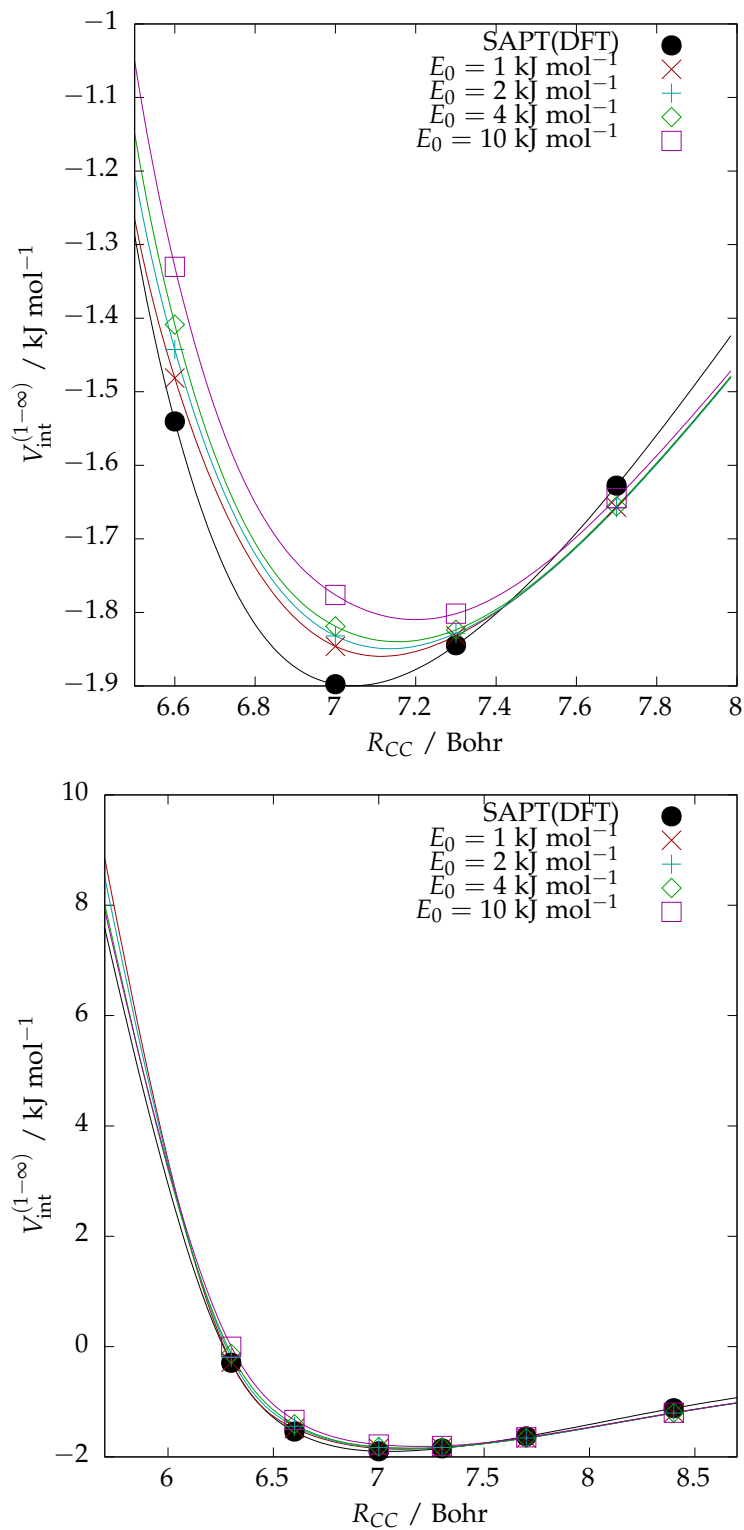 −1
−1.1
−1.2
−1.3
−1.4
−1.5
−1.6
−1.7
−1.8
−1.9
V_int^(1−∞) / kJ mol⁻¹
SAPT(DFT)
E₀ = 1 kJ mol⁻¹
E₀ = 2 kJ mol⁻¹
E₀ = 4 kJ mol⁻¹
E₀ = 10 kJ mol⁻¹
6.6 6.8 7 7.2 7.4 7.6 7.8 8
R_CC / Bohr
10
8
6
4
2
0
−2
V_int^(1−∞) / kJ mol⁻¹
SAPT(DFT)
E₀ = 1 kJ mol⁻¹
E₀ = 2 kJ mol⁻¹
E₀ = 4 kJ mol⁻¹
E₀ = 10 kJ mol⁻¹
6 6.5 7 7.5 8 8.5
R_CC / Bohr